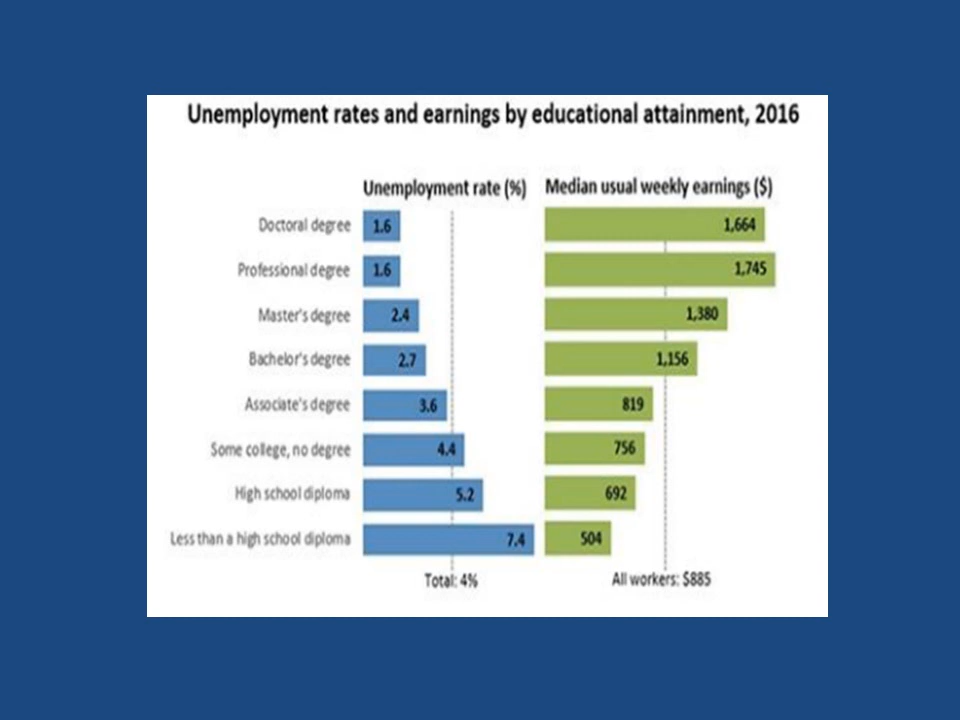 Unemployment rates and earnings by educational attainment, 2016
Unemployment rate (%) Median usual weekly earnings ($)
Doctoral degree 1.6 1,664
Professional degree 1.6 1,745
Master's degree 2.4 1,380
Bachelor's degree 2.7 1,156
Associate's degree 3.6 819
Some college, no degree 4.4 756
High school diploma 5.2 692
Less than a high school diploma 7.4 504
Total: 4% All workers: $885